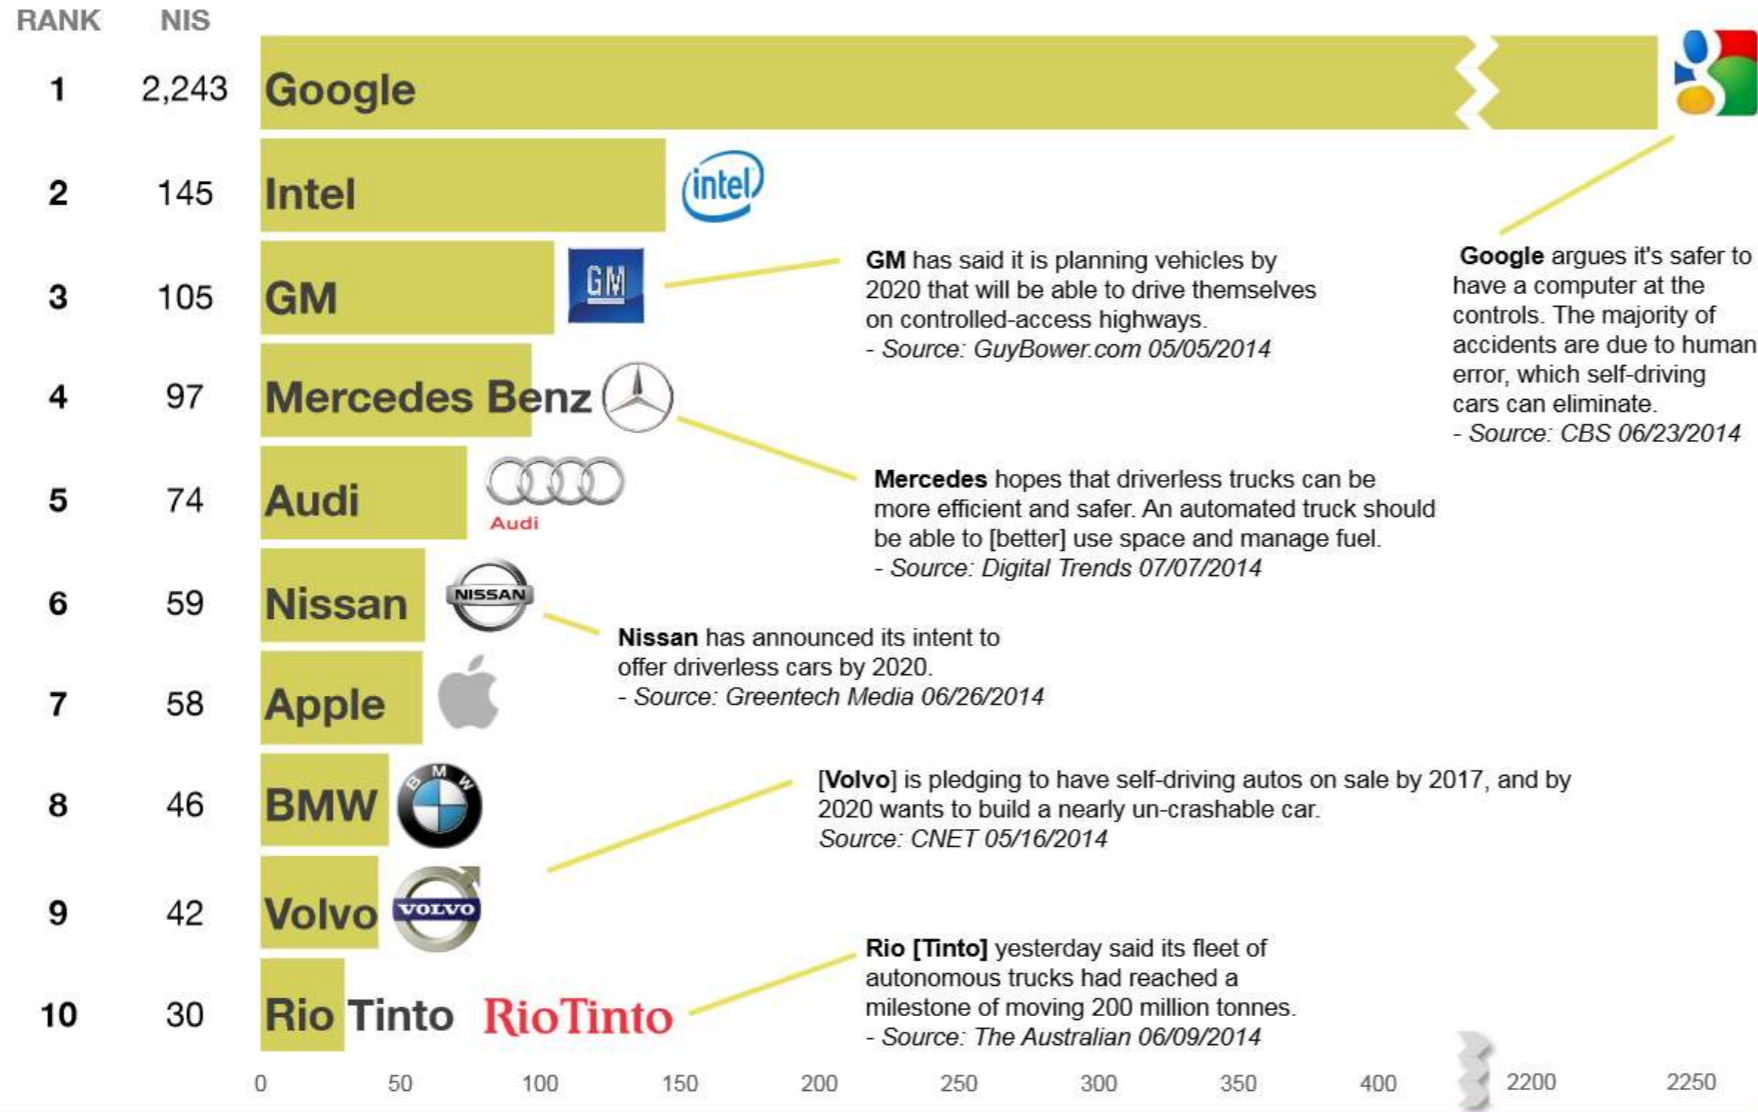 RANK NIS
1 2,243 Google
2 145 Intel
intel
3 105 GM
GM
GM has said it is planning vehicles by
2020 that will be able to drive themselves
on controlled-access highways.
- Source: GuyBower.com 05/05/2014
Google argues it's safer to
have a computer at the
controls. The majority of
accidents are due to human
error, which self-driving
cars can eliminate.
- Source: CBS 06/23/2014
4 97 Mercedes Benz
Mercedes hopes that driverless trucks can be
more efficient and safer. An automated truck should
be able to [better] use space and manage fuel.
- Source: Digital Trends 07/07/2014
5 74 Audi
Audi
6 59 Nissan
NISSAN
Nissan has announced its intent to
offer driverless cars by 2020.
- Source: Greentech Media 06/26/2014
7 58 Apple
8 46 BMW
BMW
[Volvo] is pledging to have self-driving autos on sale by 2017, and by
2020 wants to build a nearly un-crashable car.
Source: CNET 05/16/2014
9 42 Volvo
VOLVO
10 30 Rio Tinto
RioTinto
Rio [Tinto] yesterday said its fleet of
autonomous trucks had reached a
milestone of moving 200 million tonnes.
- Source: The Australian 06/09/2014
0 50 100 150 200 250 300 350 400 2200 2250